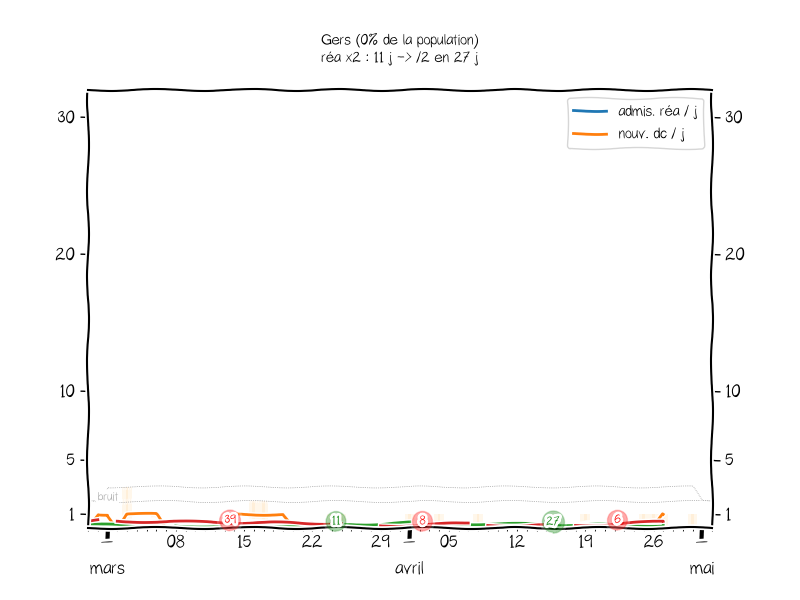 Gers (0% de la population)
réa x2 : 11 j -> /2 en 27 j
admis. réa / j
nouv. dc / j
30 30
20 20
10 10
5 5
bruit
1 39 11 8 27 6 1
08 15 22 29 05 12 19 26
mars avril mai